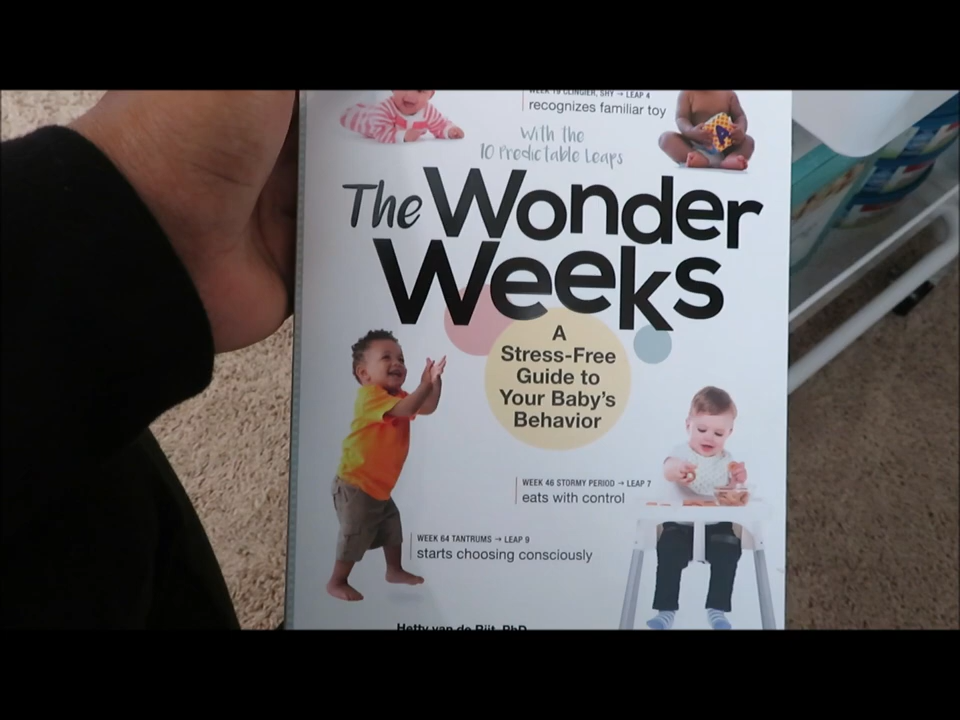 WEEK 19 CLINGIER, SHY → LEAP 4
recognizes familiar toy
With the
10 Predictable Leaps
The Wonder
Weeks
A
Stress-Free
Guide to
Your Baby's
Behavior
WEEK 46 STORMY PERIOD → LEAP 7
eats with control
WEEK 64 TANTRUMS → LEAP 9
starts choosing consciously
Hetty van de Rijt, PhD